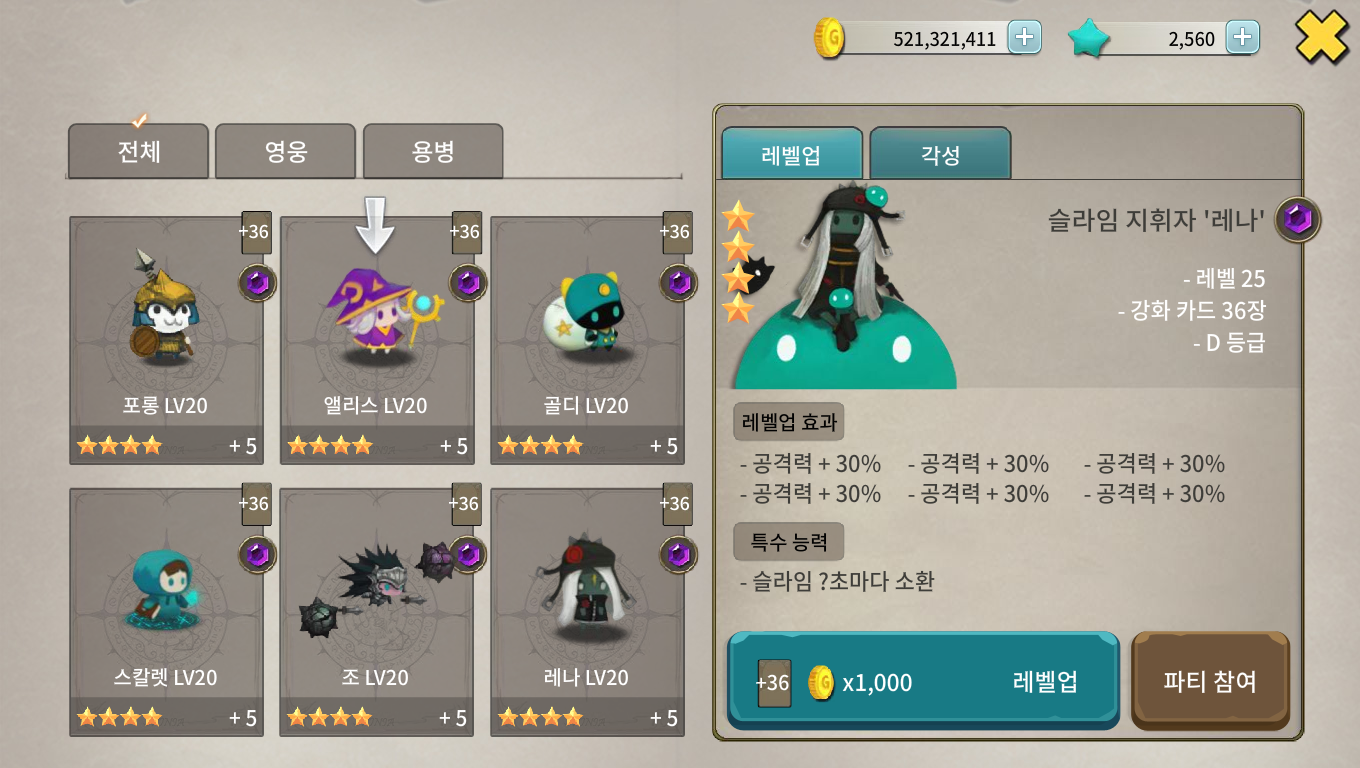 521,321,411
2,560
전체
영웅
용병
레벨업
각성
+36
+36
+36
포롱 LV20
앨리스 LV20
골디 LV20
+ 5
+ 5
+ 5
+36
+36
+36
스칼렛 LV20
조 LV20
레나 LV20
+ 5
+ 5
+ 5
슬라임 지휘자 '레나'
- 레벨 25
- 강화 카드 36장
- D 등급
레벨업 효과
- 공격력 + 30% - 공격력 + 30% - 공격력 + 30%
- 공격력 + 30% - 공격력 + 30% - 공격력 + 30%
특수 능력
- 슬라임 ?초마다 소환
+36 G x1,000 레벨업
파티 참여